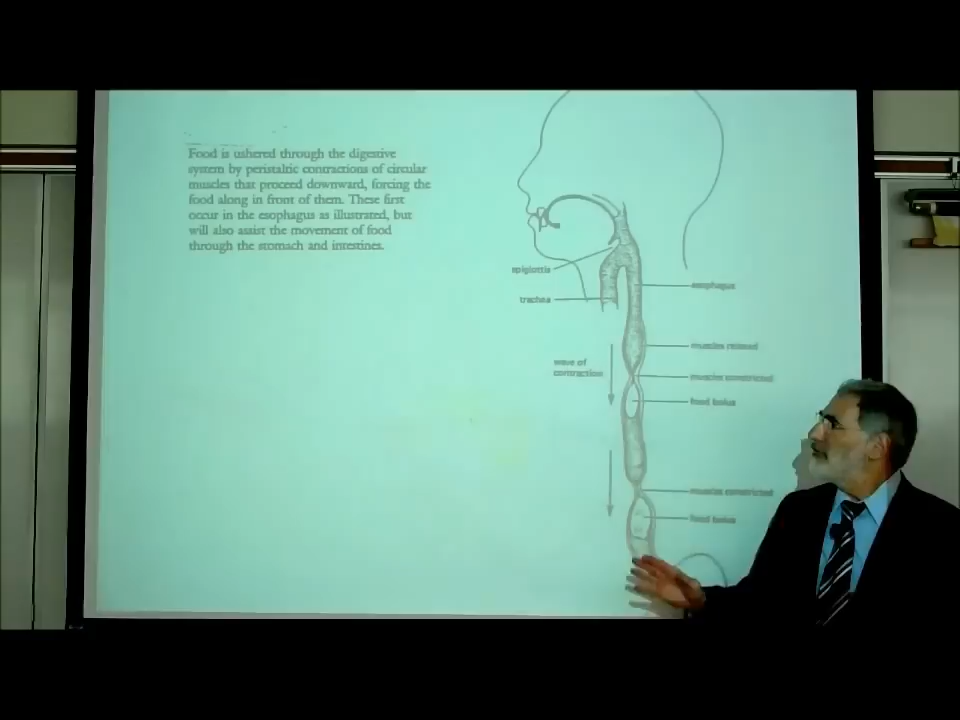 Food is ushered through the digestive
system by peristaltic contractions of circular
muscles that proceed downward, forcing the
food along in front of them. These first
occur in the esophagus as illustrated, but
will also assist the movement of food
through the stomach and intestines.
epiglottis
trachea
esophagus
muscles relaxed
wave of
contraction
muscles constricted
food bolus
muscles constricted
food bolus